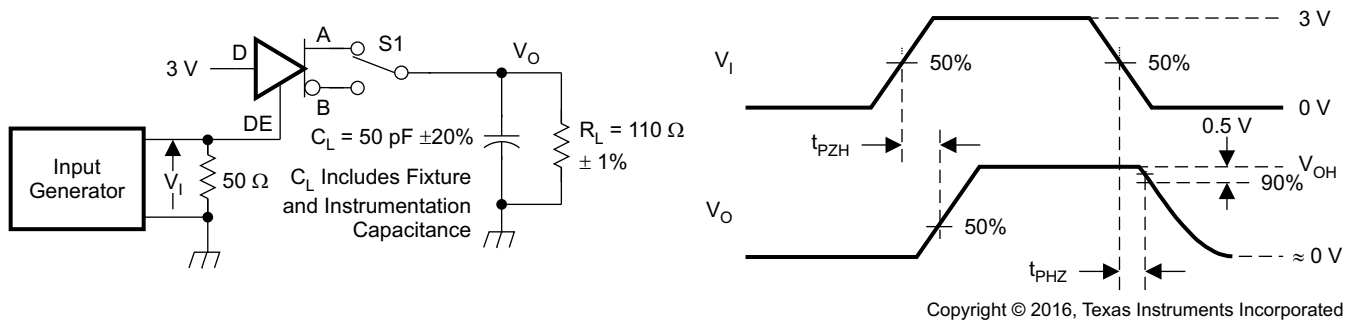 A
S1
D
3 V
B
DE
V_O
Input
Generator
V_I
50 Ω
C_L = 50 pF ±20%
C_L Includes Fixture
and Instrumentation
Capacitance
R_L = 110 Ω
± 1%
3 V
V_I
50%
50%
0 V
0.5 V
t_PZH
V_OH
90%
V_O
50%
≈ 0 V
t_PHZ
Copyright © 2016, Texas Instruments Incorporated